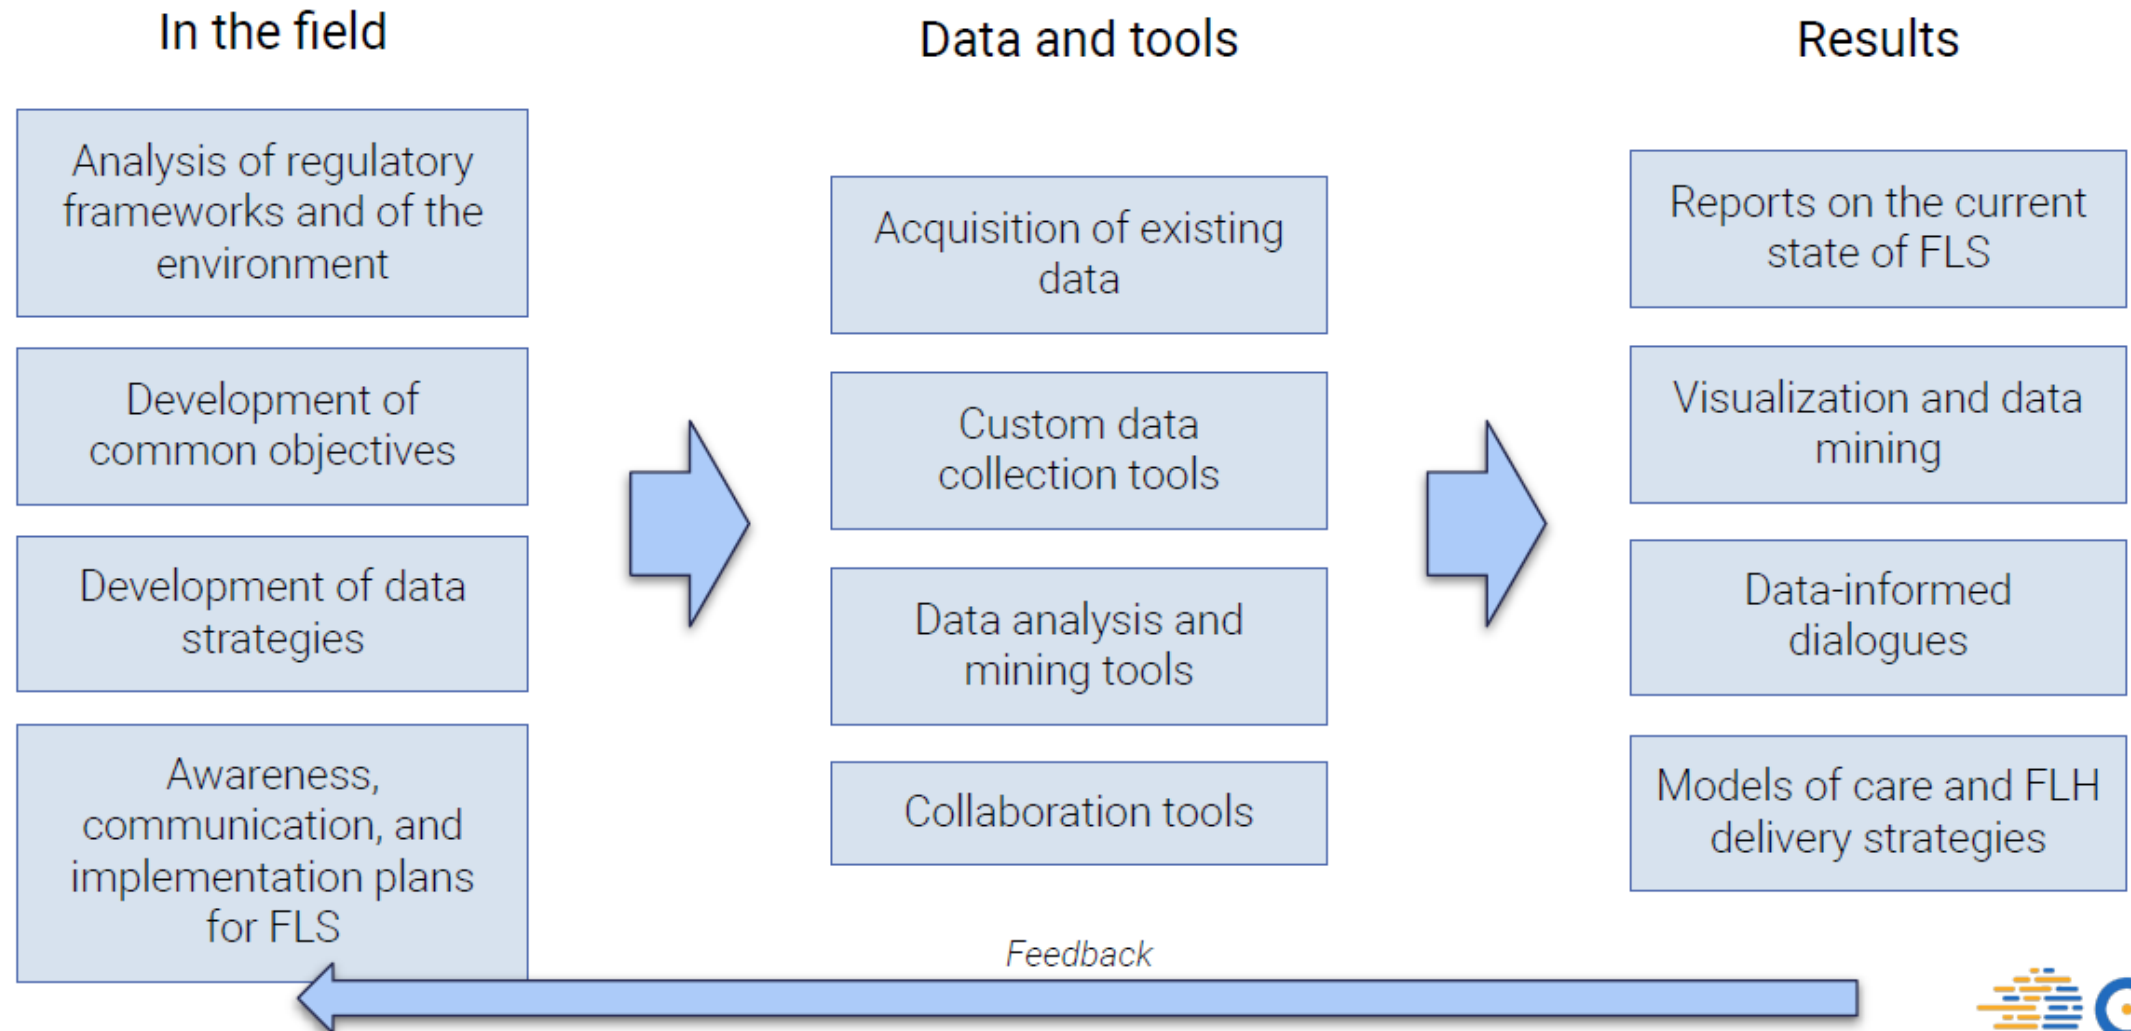 In the field
Analysis of regulatory
frameworks and of the
environment
Development of
common objectives
Development of data
strategies
Awareness,
communication, and
implementation plans
for FLS
Data and tools
Acquisition of existing
data
Custom data
collection tools
Data analysis and
mining tools
Collaboration tools
Results
Reports on the current
state of FLS
Visualization and data
mining
Data-informed
dialogues
Models of care and FLH
delivery strategies
Feedback